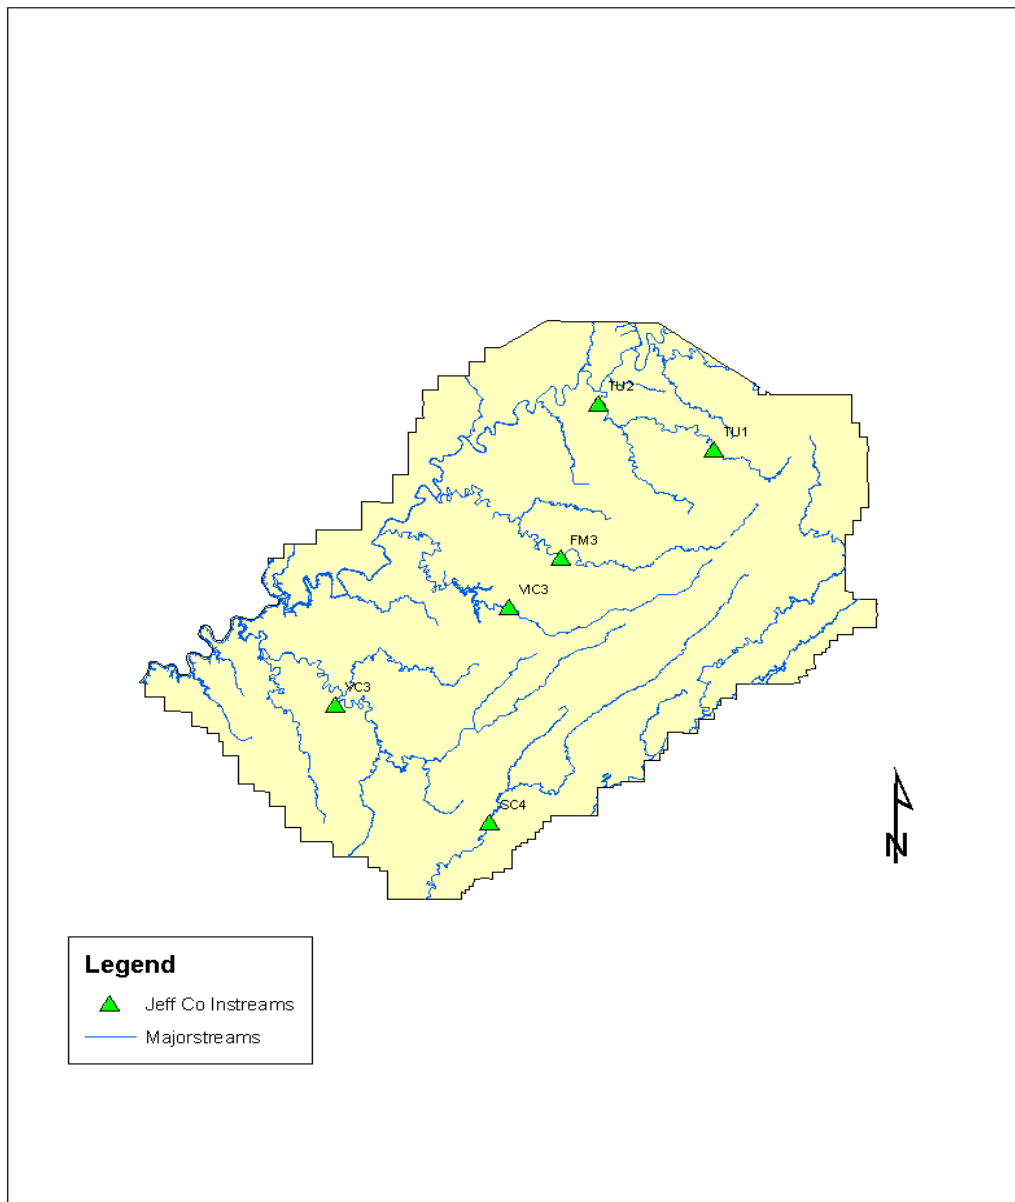 TU2
TU1
FM3
VIC3
VC3
SC4
N
Legend
Jeff Co Instreams
Majorstreams